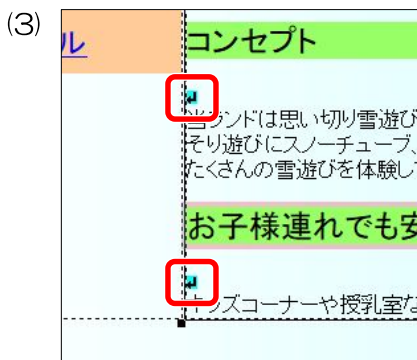 (3)
ル
コンセプト
当ランドは思い切り雪遊び
そり遊びにスノーチューブ、
たくさんの雪遊びを体験し
お子様連れでも安
キッズコーナーや授乳室な